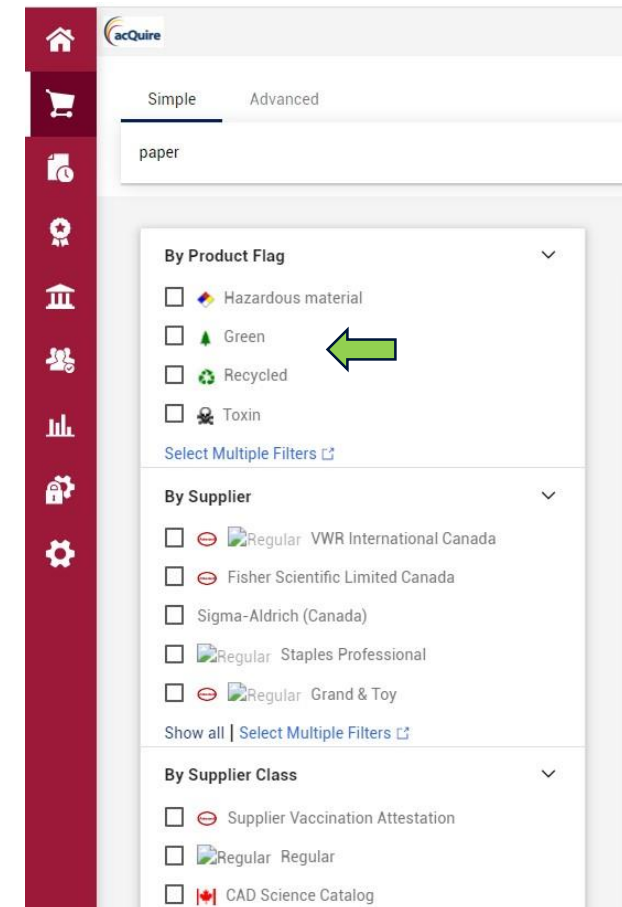 acQuire
Simple Advanced
paper
By Product Flag
Hazardous material
Green
Recycled
Toxin
Select Multiple Filters
By Supplier
Regular VWR International Canada
Fisher Scientific Limited Canada
Sigma-Aldrich (Canada)
Regular Staples Professional
Regular Grand & Toy
Show all | Select Multiple Filters
By Supplier Class
Supplier Vaccination Attestation
Regular Regular
CAD Science Catalog